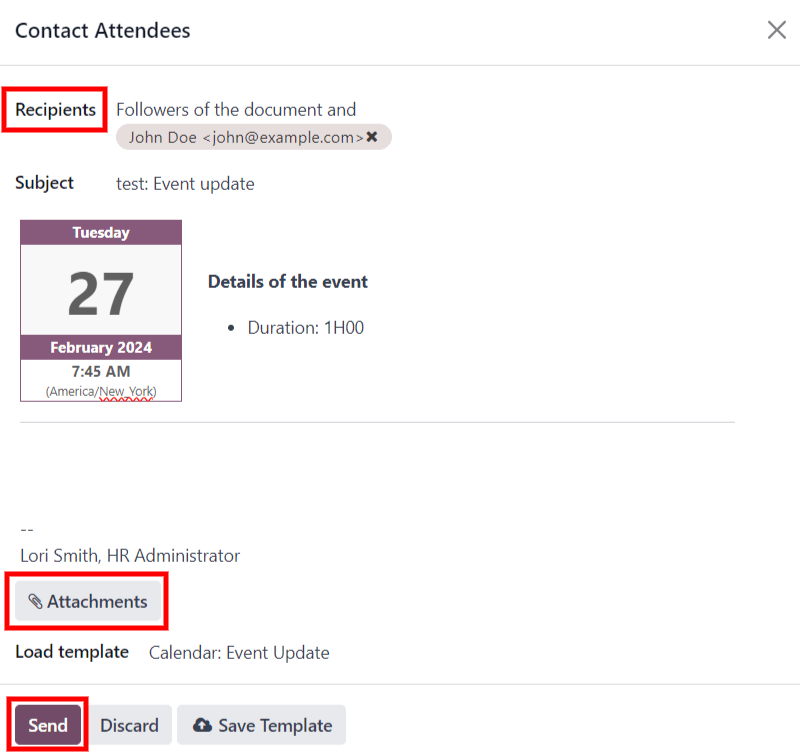 Contact Attendees
Recipients Followers of the document and
John Doe <john@example.com>
Subject test: Event update
Tuesday
27
February 2024
7:45 AM
(America/New_York)
Details of the event
• Duration: 1H00
--
Lori Smith, HR Administrator
Attachments
Load template Calendar: Event Update
Send Discard Save Template